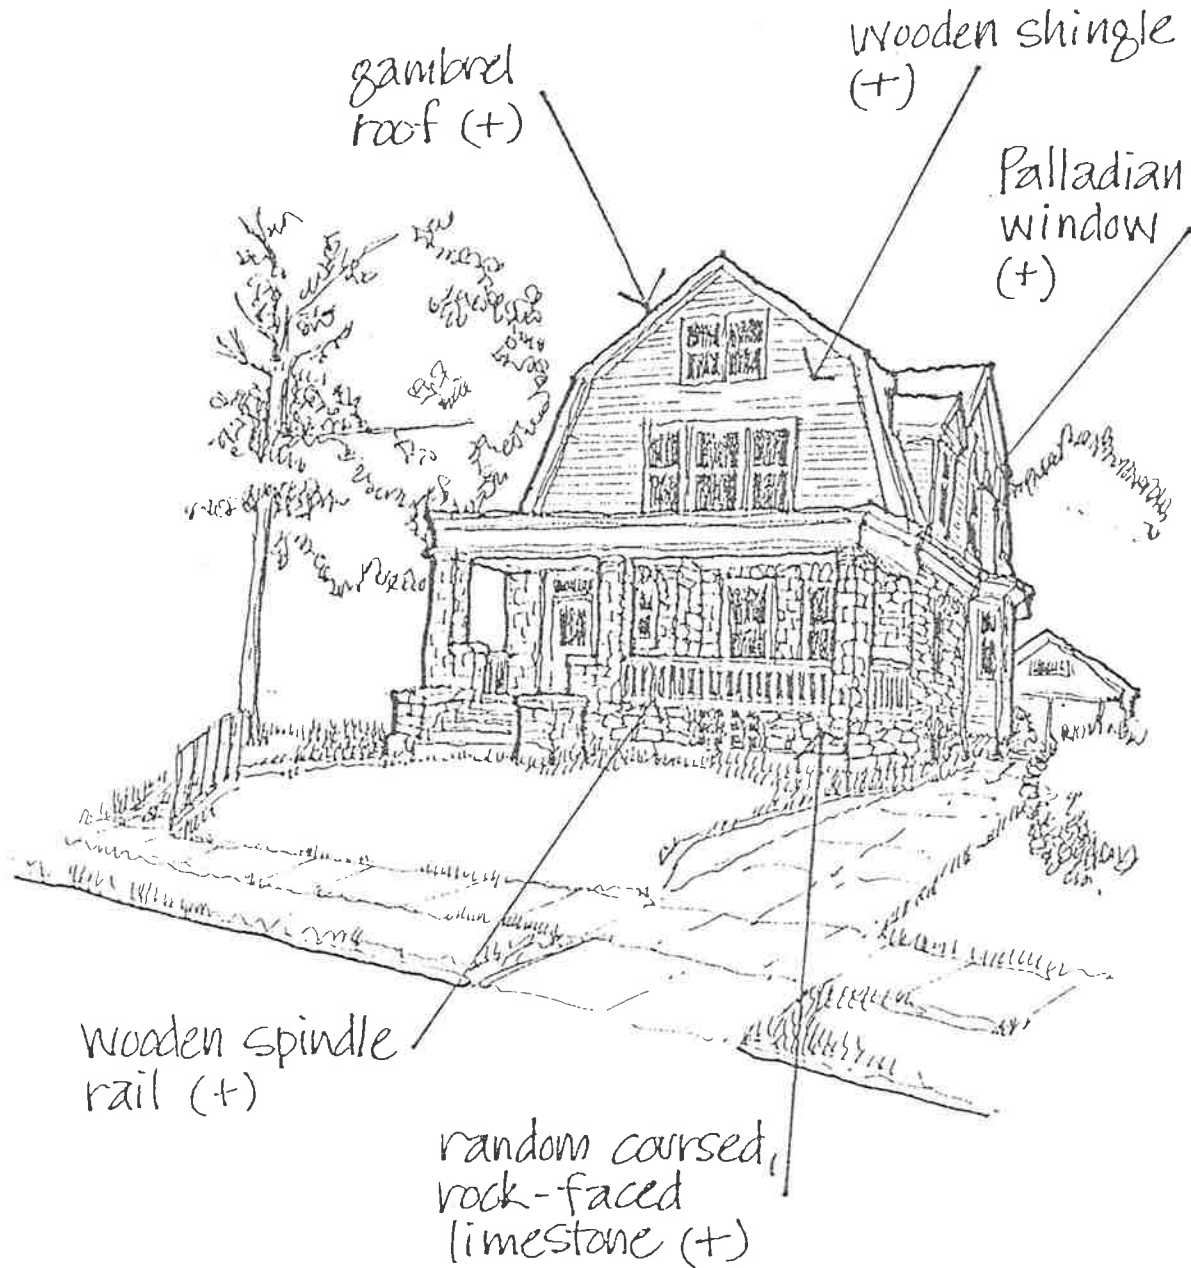 gambrel
roof (+)
wooden shingle
(+)
Palladian
window
(+)
wooden spindle
rail (+)
random coursed,
rock-faced
limestone (+)